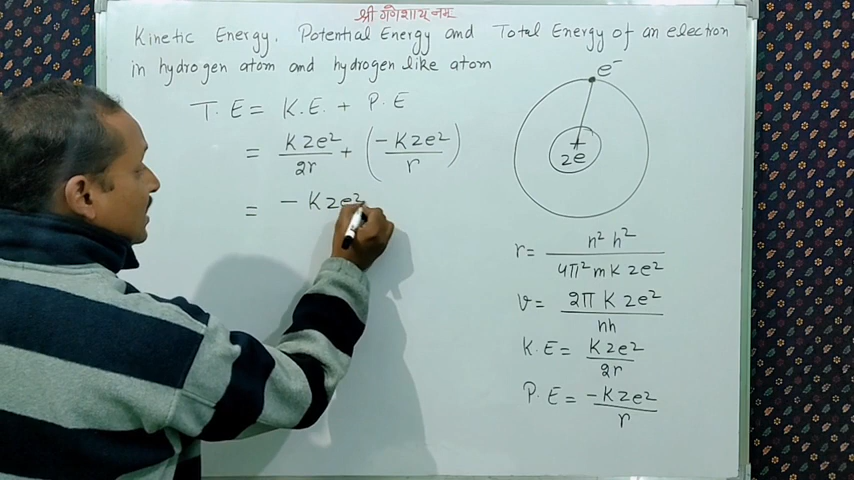 श्री गणेशाय नमः
Kinetic Energy, Potential Energy and Total Energy of an electron
in hydrogen atom and hydrogen like atom
T.E = K.E. + P.E
= Kze²/2r + (-Kze²/r)
= - Kze²
e⁻
+
ze
r = n²h²/4π²mKze²
v = 2πKze²/nh
K.E = Kze²/2r
P.E = -Kze²/r